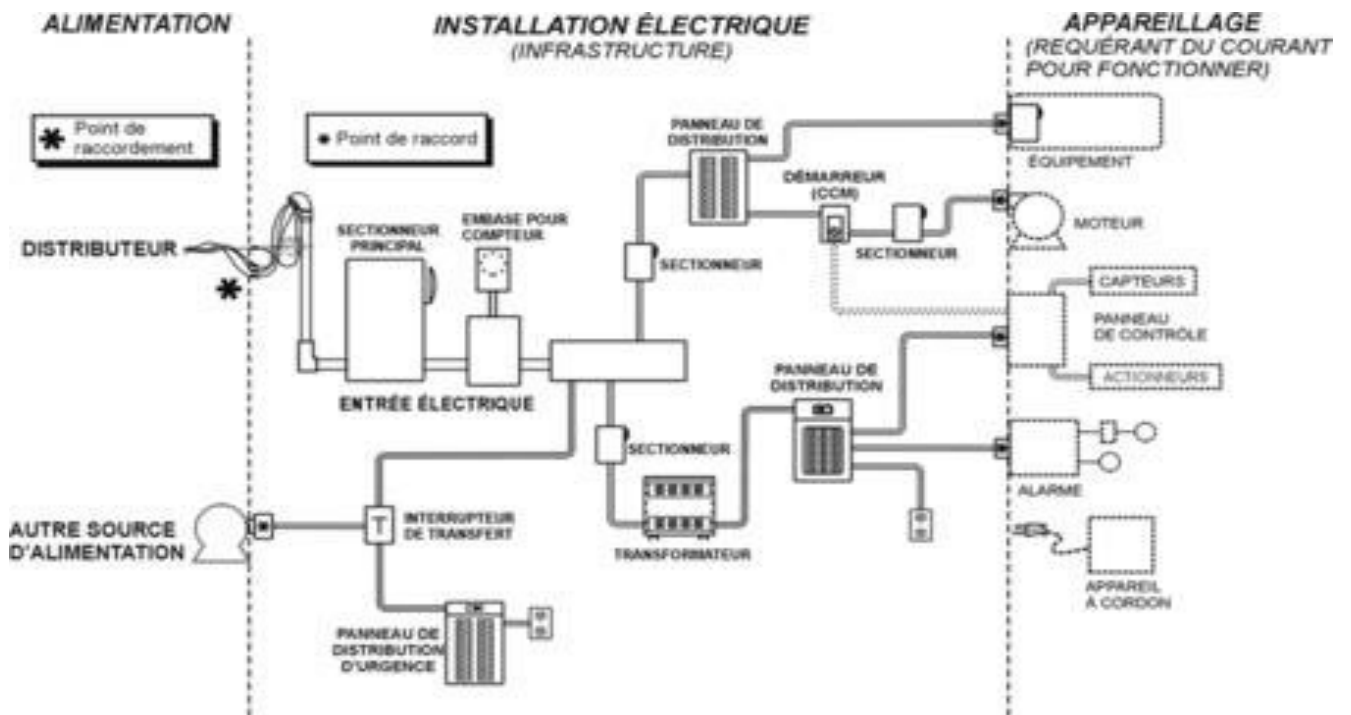 ALIMENTATION
INSTALLATION ÉLECTRIQUE
(INFRASTRUCTURE)
APPAREILLAGE
(REQUÉRANT DU COURANT
POUR FONCTIONNER)
Point de
raccordement
Point de raccord
DISTRIBUTEUR
SECTIONNEUR
PRINCIPAL
EMBASE POUR
COMPTEUR
ENTRÉE ÉLECTRIQUE
SECTIONNEUR
PANNEAU DE
DISTRIBUTION
DÉMARREUR
(CCM)
SECTIONNEUR
ÉQUIPEMENT
MOTEUR
CAPTEURS
PANNEAU
DE CONTRÔLE
ACTIONNEURS
PANNEAU DE
DISTRIBUTION
SECTIONNEUR
TRANSFORMATEUR
ALARME
APPAREIL
À CORDON
AUTRE SOURCE
D'ALIMENTATION
T
INTERRUPTEUR
DE TRANSFERT
PANNEAU DE
DISTRIBUTION
D'URGENCE